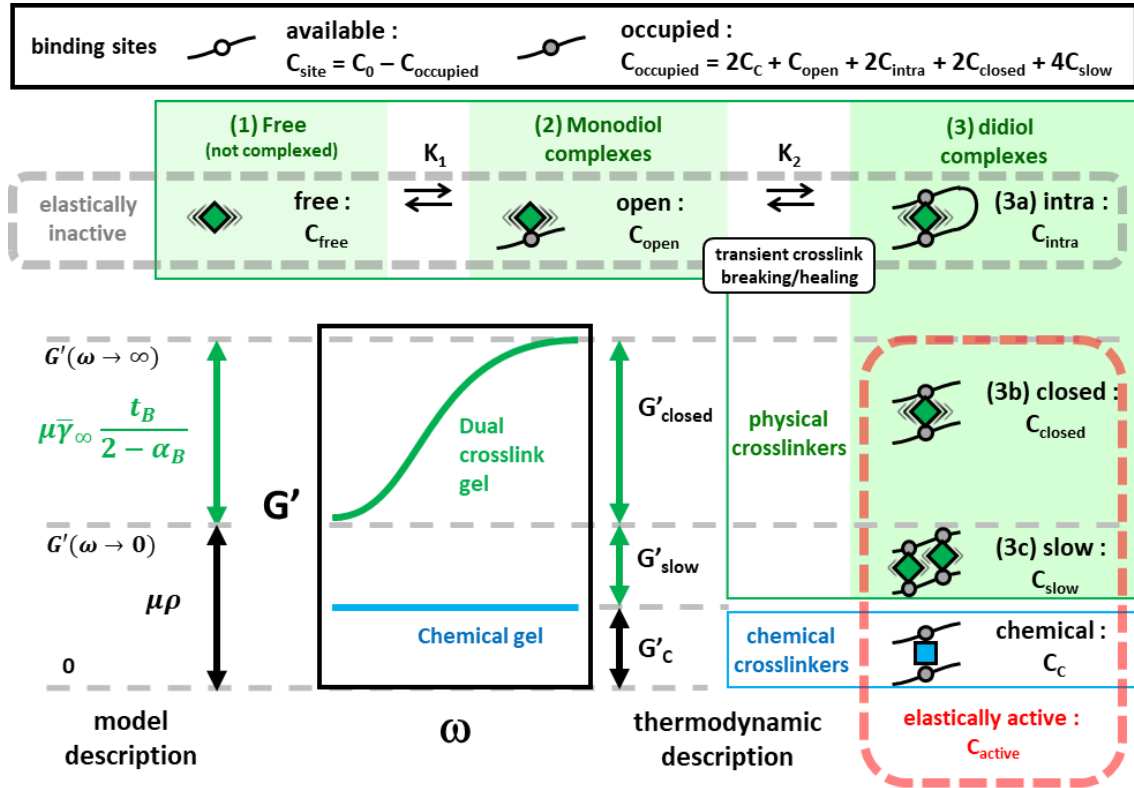 binding sites
available :
C_site = C_0 – C_occupied
occupied :
C_occupied = 2C_C + C_open + 2C_intra + 2C_closed + 4C_slow
(1) Free
(not complexed)
K_1
(2) Monodiol
complexes
K_2
(3) didiol
complexes
elastically
inactive
free :
C_free
open :
C_open
(3a) intra :
C_intra
transient crosslink
breaking/healing
G′(ω → ∞)
μγ̄_∞ t_B / (2 − α_B)
G′(ω → 0)
μρ
0
model
description
G′
Dual
crosslink
gel
Chemical gel
ω
G′_closed
G′_slow
G′_C
thermodynamic
description
physical
crosslinkers
(3b) closed :
C_closed
(3c) slow :
C_slow
chemical
crosslinkers
chemical :
C_C
elastically active :
C_active